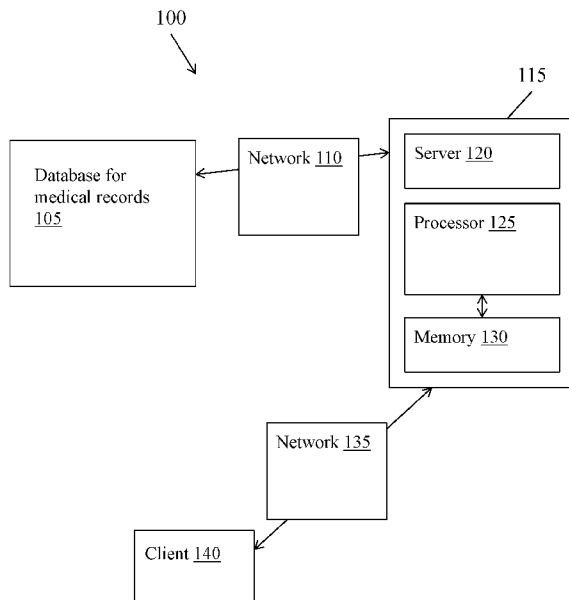 100
115
Database for
medical records
105
Network 110
Server 120
Processor 125
Memory 130
Network 135
Client 140